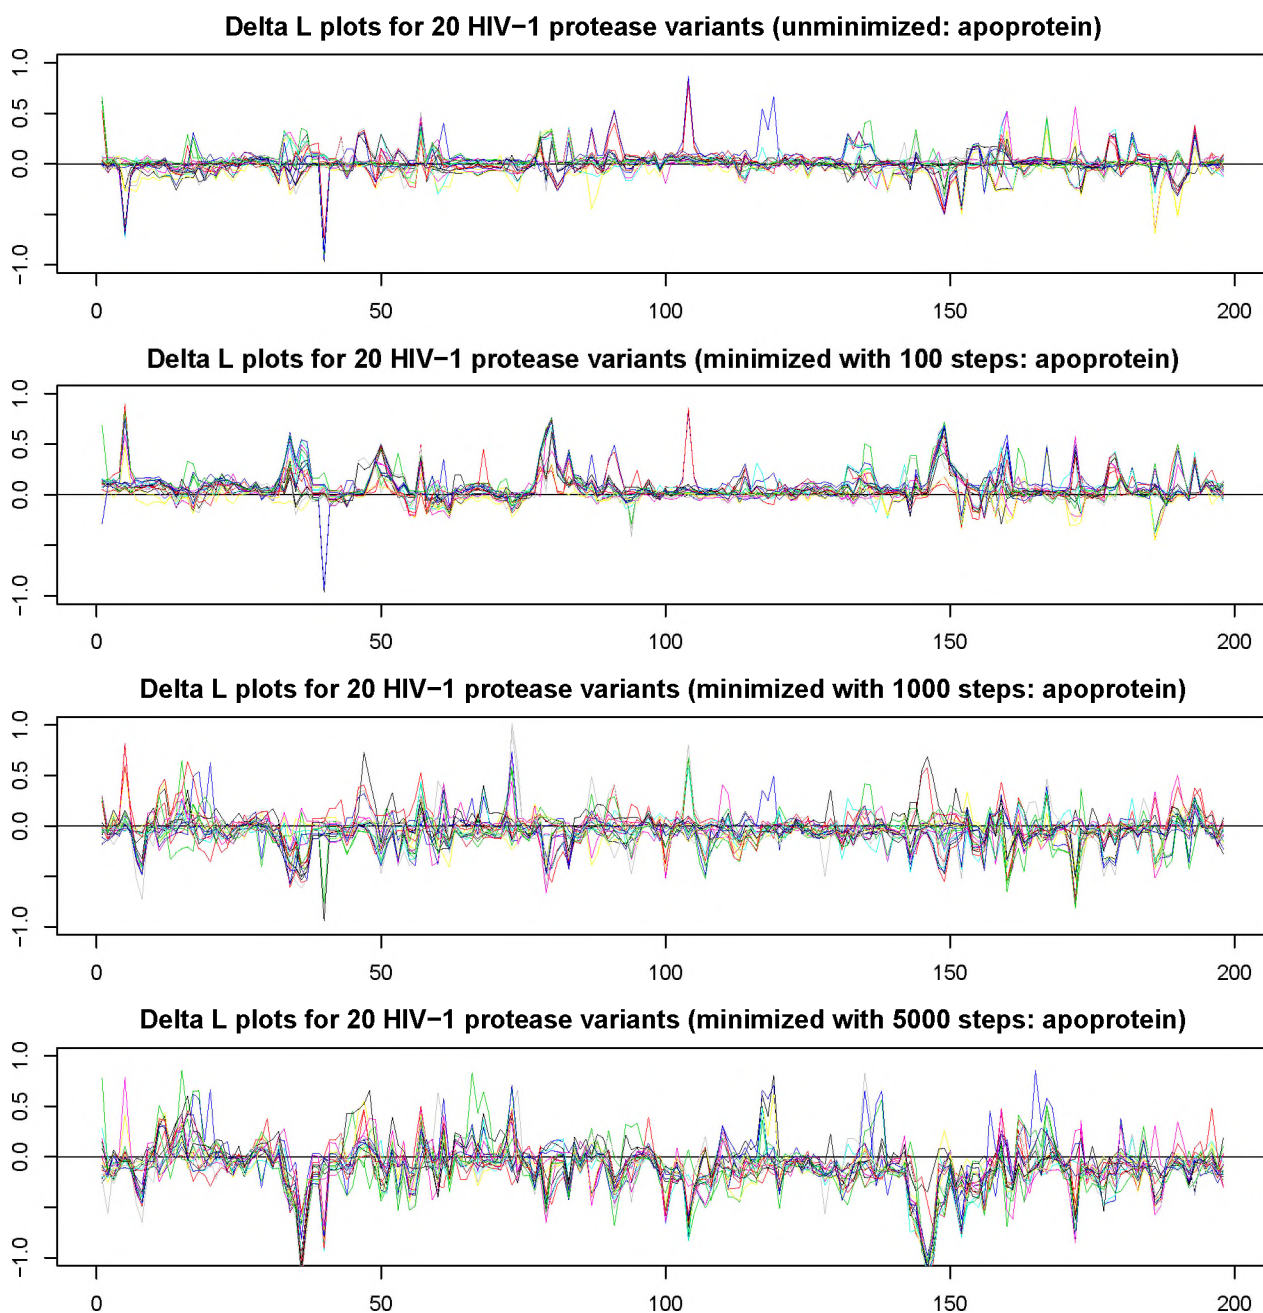 Delta L plots for 20 HIV−1 protease variants (unminimized: apoprotein)
1.0
0.5
0.0
−1.0
0 50 100 150 200
Delta L plots for 20 HIV−1 protease variants (minimized with 100 steps: apoprotein)
1.0
0.5
0.0
−1.0
0 50 100 150 200
Delta L plots for 20 HIV−1 protease variants (minimized with 1000 steps: apoprotein)
1.0
0.5
0.0
−1.0
0 50 100 150 200
Delta L plots for 20 HIV−1 protease variants (minimized with 5000 steps: apoprotein)
1.0
0.5
0.0
−1.0
0 50 100 150 200